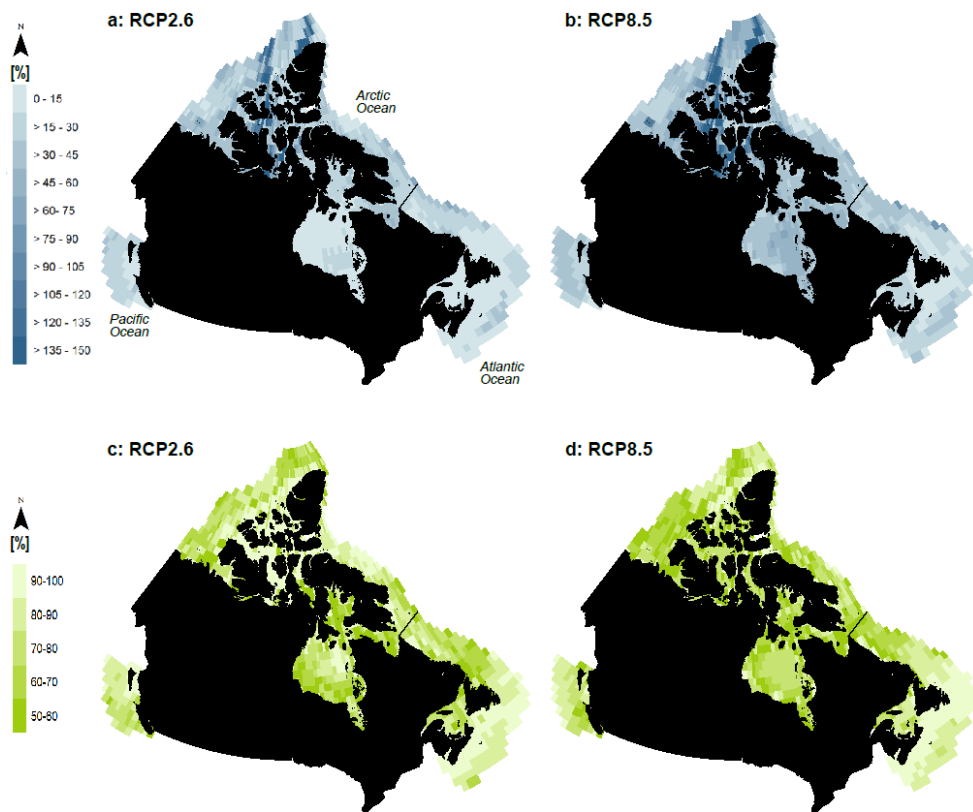 a: RCP2.6
b: RCP8.5
N
[%]
0 - 15
> 15 - 30
> 30 - 45
> 45 - 60
> 60- 75
> 75 - 90
> 90 - 105
> 105 - 120
> 120 - 135
> 135 - 150
Arctic
Ocean
Pacific
Ocean
Atlantic
Ocean
c: RCP2.6
d: RCP8.5
N
[%]
90-100
80-90
70-80
60-70
50-60